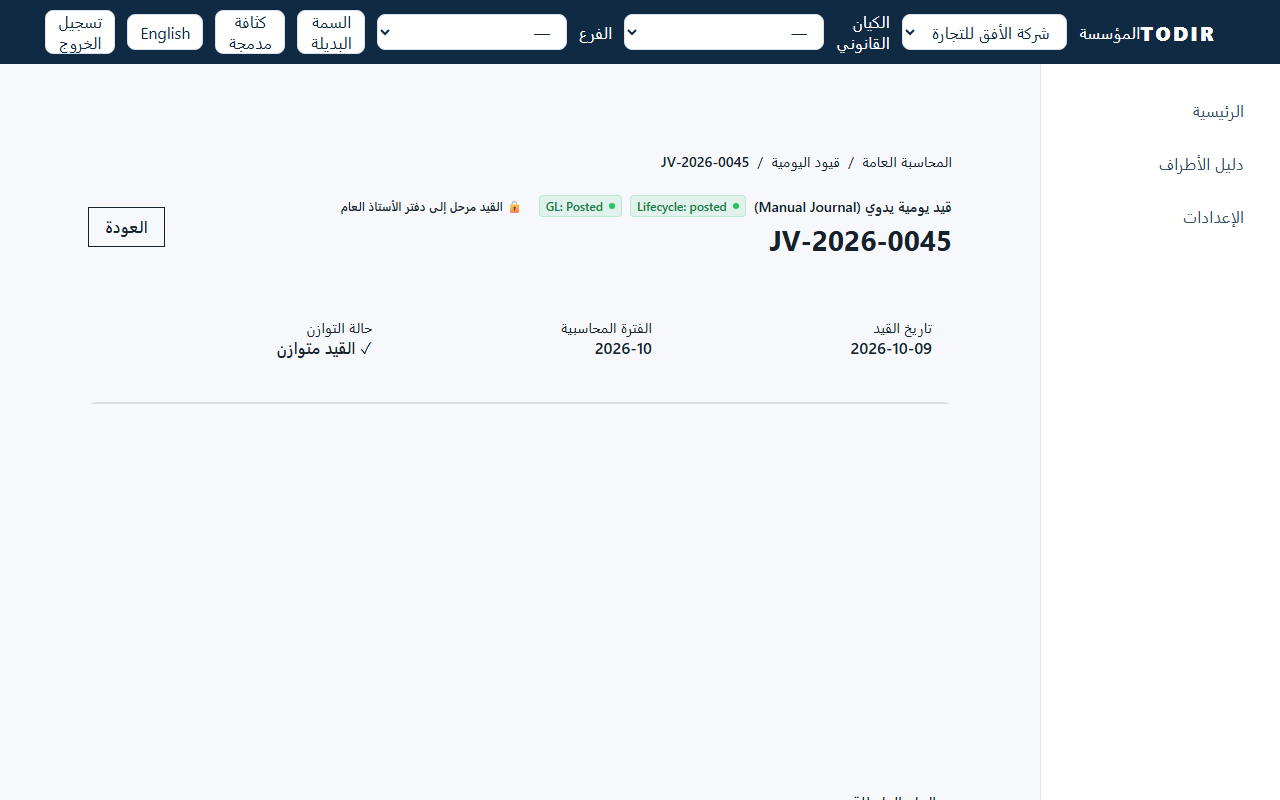 TODIR
المؤسسة
شركة الأفق للتجارة
الكيان القانوني
—
الفرع
—
السمة البديلة
كثافة مدمجة
English
تسجيل الخروج
الرئيسية
دليل الأطراف
الإعدادات
المحاسبة العامة / قيود اليومية / JV-2026-0045
قيد يومية يدوي (Manual Journal) Lifecycle: posted GL: Posted 🔒 القيد مرحل إلى دفتر الأستاذ العام
JV-2026-0045
العودة
تاريخ القيد
2026-10-09
الفترة المحاسبية
2026-10
حالة التوازن
✓ القيد متوازن